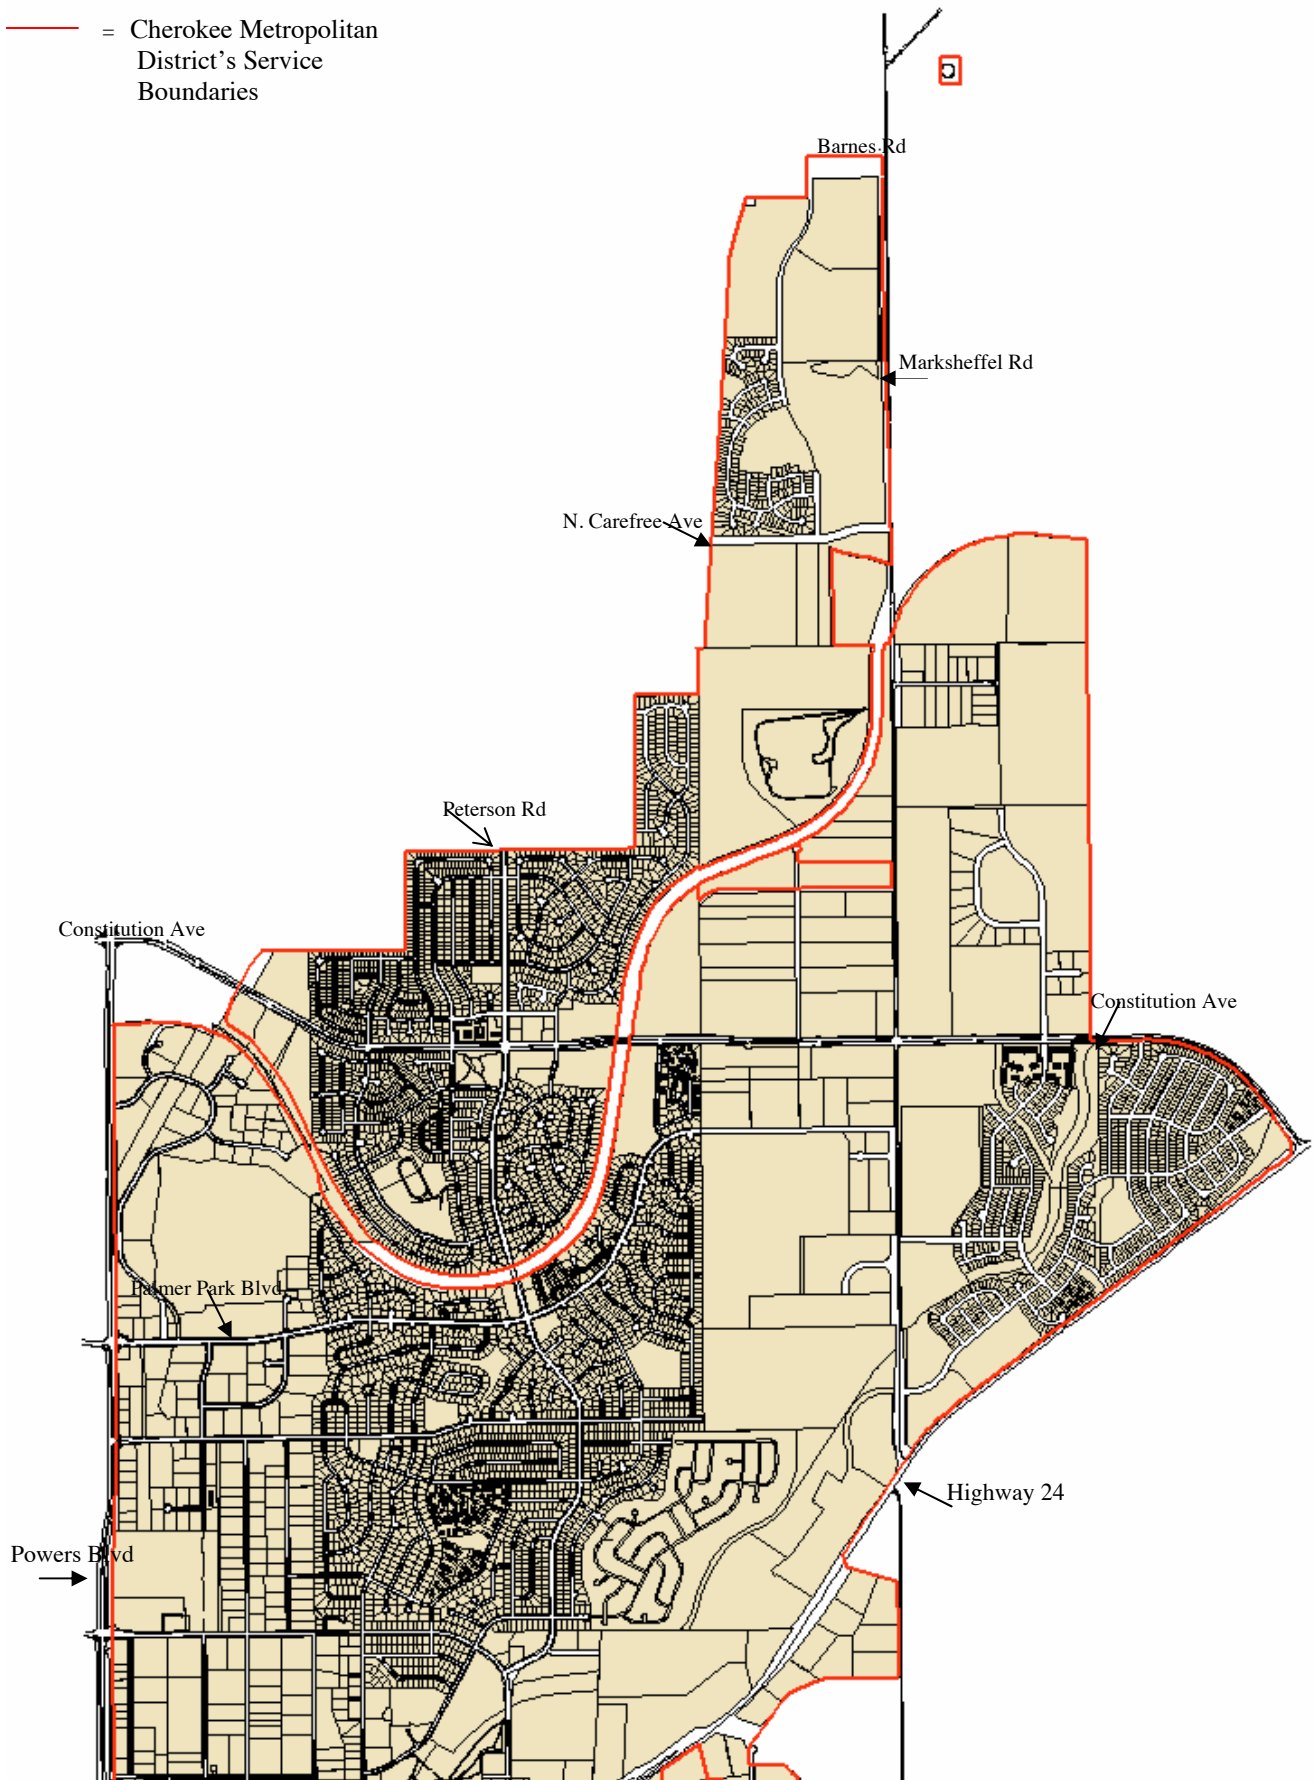 = Cherokee Metropolitan
District's Service
Boundaries
Barnes Rd
Marksheffel Rd
N. Carefree Ave
Peterson Rd
Constitution Ave
Constitution Ave
Palmer Park Blvd
Highway 24
Powers Blvd